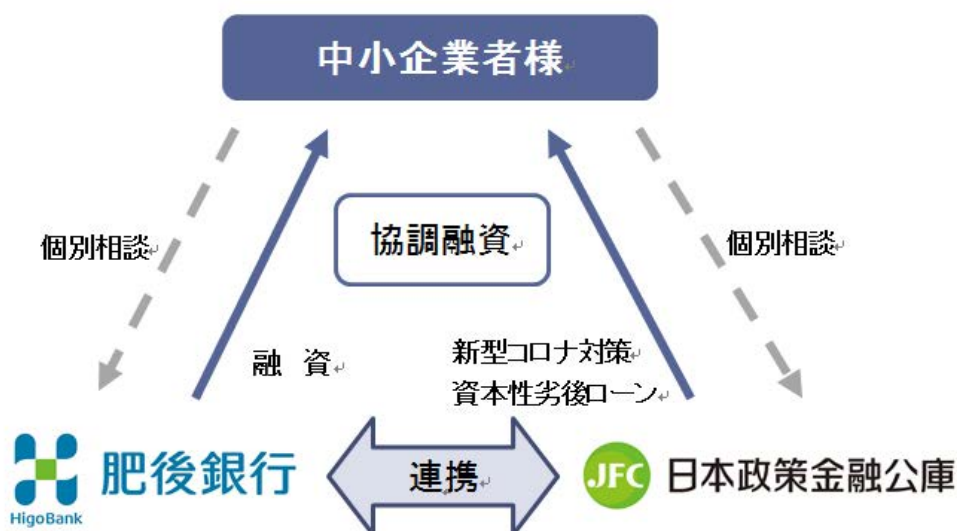 中小企業者様
協調融資
個別相談
個別相談
融 資
新型コロナ対策
資本性劣後ローン
肥後銀行
HigoBank
連携
JFC
日本政策金融公庫